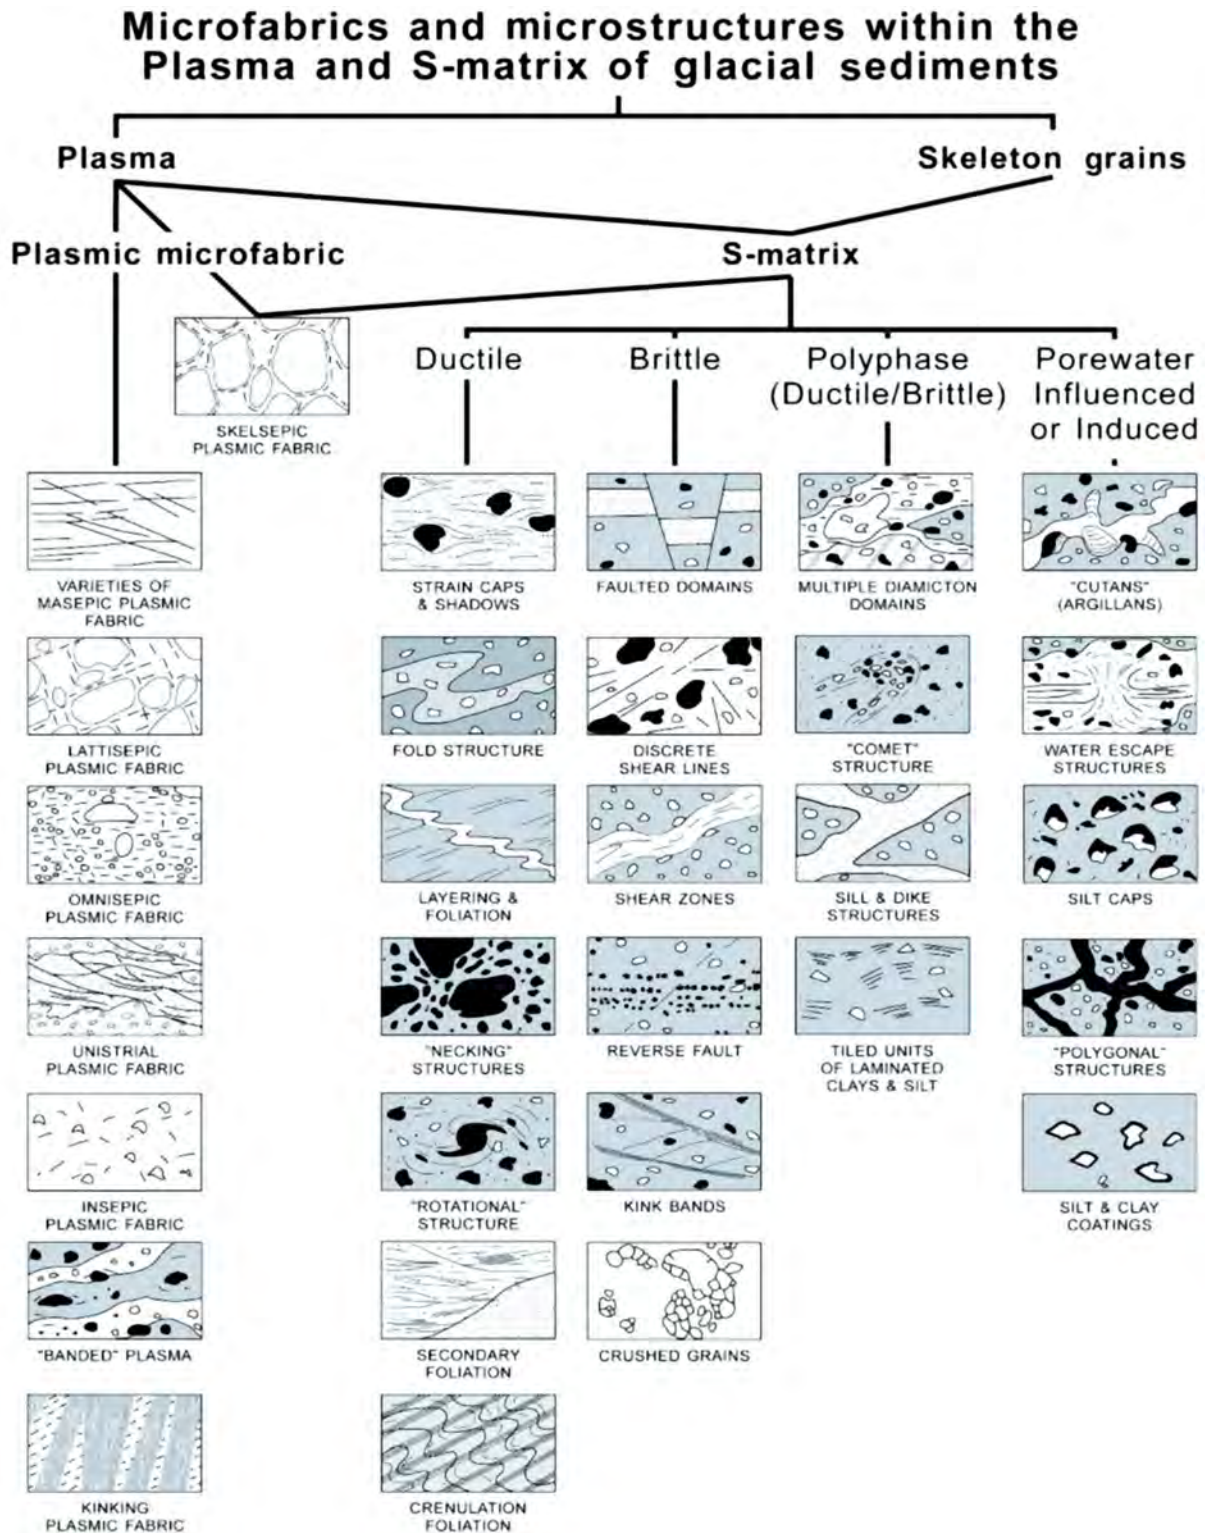 Microfabrics and microstructures within the
Plasma and S-matrix of glacial sediments
Plasma
Skeleton grains
Plasmic microfabric
S-matrix
SKELSEPIC
PLASMIC FABRIC
Ductile
Brittle
Polyphase
(Ductile/Brittle)
Porewater
Influenced
or Induced
VARIETIES OF
MASEPIC PLASMIC
FABRIC
STRAIN CAPS
& SHADOWS
FAULTED DOMAINS
MULTIPLE DIAMICTON
DOMAINS
"CUTANS"
(ARGILLANS)
LATTISEPIC
PLASMIC FABRIC
FOLD STRUCTURE
DISCRETE
SHEAR LINES
"COMET"
STRUCTURE
WATER ESCAPE
STRUCTURES
OMNISEPIC
PLASMIC FABRIC
LAYERING &
FOLIATION
SHEAR ZONES
SILL & DIKE
STRUCTURES
SILT CAPS
UNISTRIAL
PLASMIC FABRIC
"NECKING"
STRUCTURES
REVERSE FAULT
TILED UNITS
OF LAMINATED
CLAYS & SILT
"POLYGONAL"
STRUCTURES
INSEPIC
PLASMIC FABRIC
"ROTATIONAL"
STRUCTURE
KINK BANDS
SILT & CLAY
COATINGS
"BANDED" PLASMA
SECONDARY
FOLIATION
CRUSHED GRAINS
KINKING
PLASMIC FABRIC
CRENULATION
FOLIATION